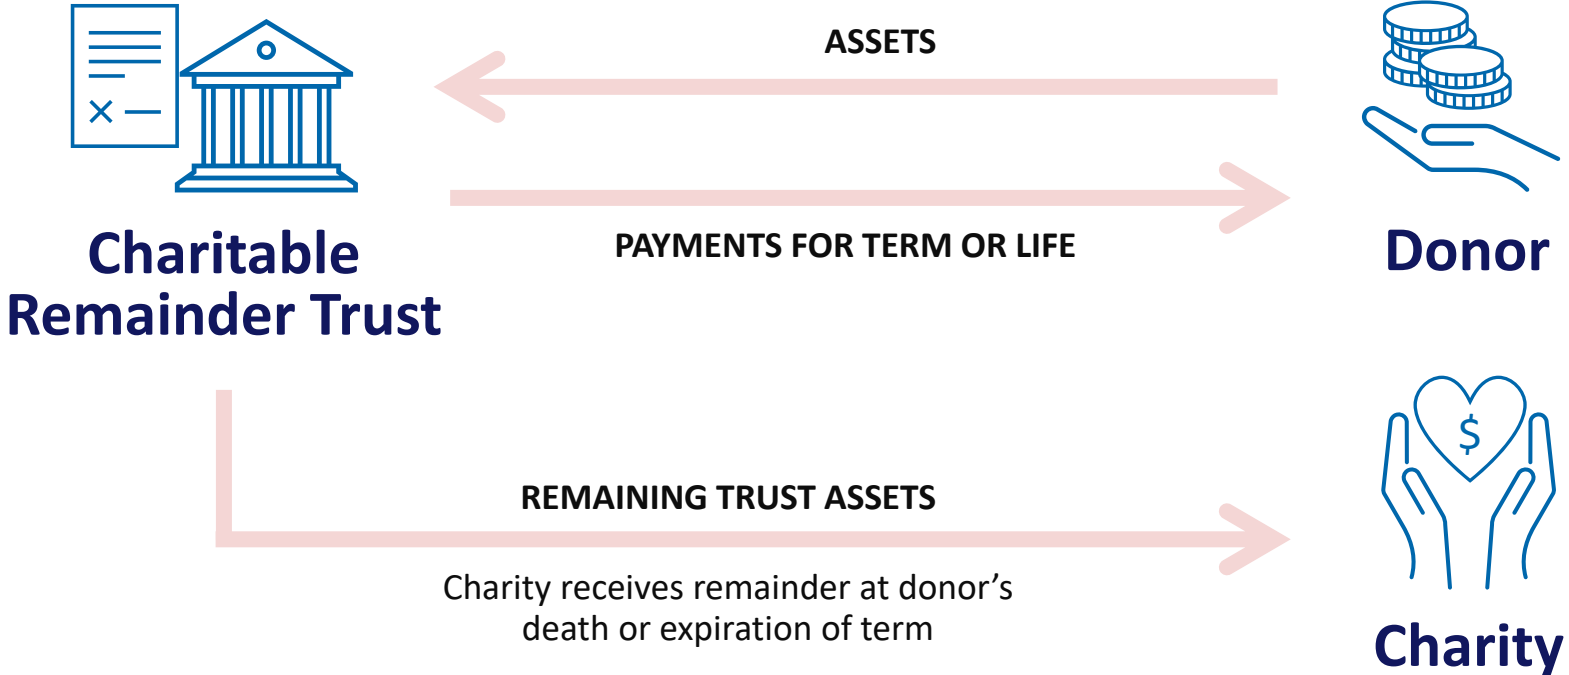 ASSETS
PAYMENTS FOR TERM OR LIFE
Charitable
Remainder Trust
Donor
$
REMAINING TRUST ASSETS
Charity receives remainder at donor’s
death or expiration of term
Charity